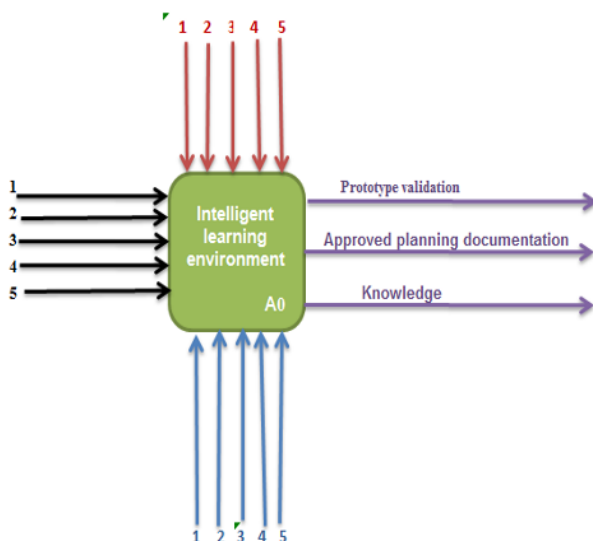 1 2 3 4 5
1
2
3
4
5
Intelligent
learning
environment
A0
Prototype validation
Approved planning documentation
Knowledge
1 2 3 4 5